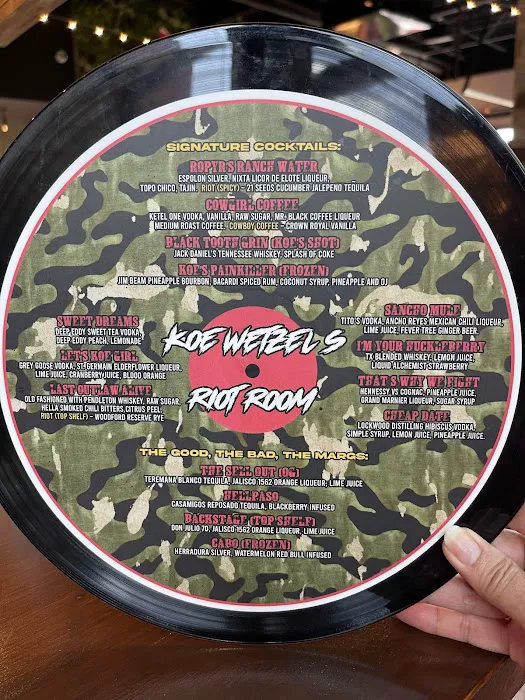 SIGNATURE COCKTAILS:
ROPYR'S RANCH WATER
ESPOLON SILVER, NIXTA LICOR DE ELOTE LIQUEUR,
TOPO CHICO, TAJIN, RIOT (SPICY) - 21 SEEDS CUCUMBER JALEPENO TEQUILA
COWGIRL COFFEE
KETEL ONE VODKA, VANILLA, RAW SUGAR, MR. BLACK COFFEE LIQUEUR
MEDIUM ROAST COFFEE, COWBOY COFFEE - CROWN ROYAL VANILLA
BLACK TOOTH GRIN (KOE'S SHOT)
JACK DANIEL'S TENNESSEE WHISKEY, SPLASH OF COKE
KOE'S PAINKILLER (FROZEN)
JIM BEAM PINEAPPLE BOURBON, BACARDI SPICED RUM, COCONUT SYRUP, PINEAPPLE AND OJ
SWEET DREAMS
DEEP EDDY SWEET TEA VODKA,
DEEP EDDY PEACH, LEMONADE
LET'S KOE GIRL
GREY GOOSE VODKA, ST-GERMAIN ELDERFLOWER LIQUEUR,
LIME JUICE, CRANBERRY JUICE, BLOOD ORANGE
LAST OUTLAW ALIVE
OLD FASHIONED WITH PENDLETON WHISKEY, RAW SUGAR,
HELLA SMOKED CHILI BITTERS, CITRUS PEEL,
RIOT (TOP SHELF) - WOODFORD RESERVE RYE
KOE WETZEL'S
RIOT ROOM
SANCHO MULE
TITO'S VODKA, ANCHO REYES MEXICAN CHILI LIQUEUR,
LIME JUICE, FEVER TREE GINGER BEER
I'M YOUR HUCKLEBERRY
TX BLENDED WHISKEY, LEMON JUICE,
LIQUID ALCHEMIST STRAWBERRY
THAT'S WHY WE FIGHT
HENNESSY VS COGNAC, PINEAPPLE JUICE,
GRAND MARNIER LIQUEUR, SUGAR SYRUP
CHEAP DATE
LOCKWOOD DISTILLING HIBISCUS VODKA,
SIMPLE SYRUP, LEMON JUICE, PINEAPPLE JUICE.
THE GOOD, THE BAD, THE MARGS:
THE SELL OUT (OG)
TEREMANA BLANCO TEQUILA, JALISCO 1562 ORANGE LIQUEUR, LIME JUICE
HELLPASO
CASAMIGOS REPOSADO TEQUILA, BLACKBERRY INFUSED
BACKSTAGE (TOP SHELF)
DON JULIO 70, JALISCO 1562 ORANGE LIQUEUR, LIME JUICE
CABO (FROZEN)
HERRADURA SILVER, WATERMELON RED BULL INFUSED